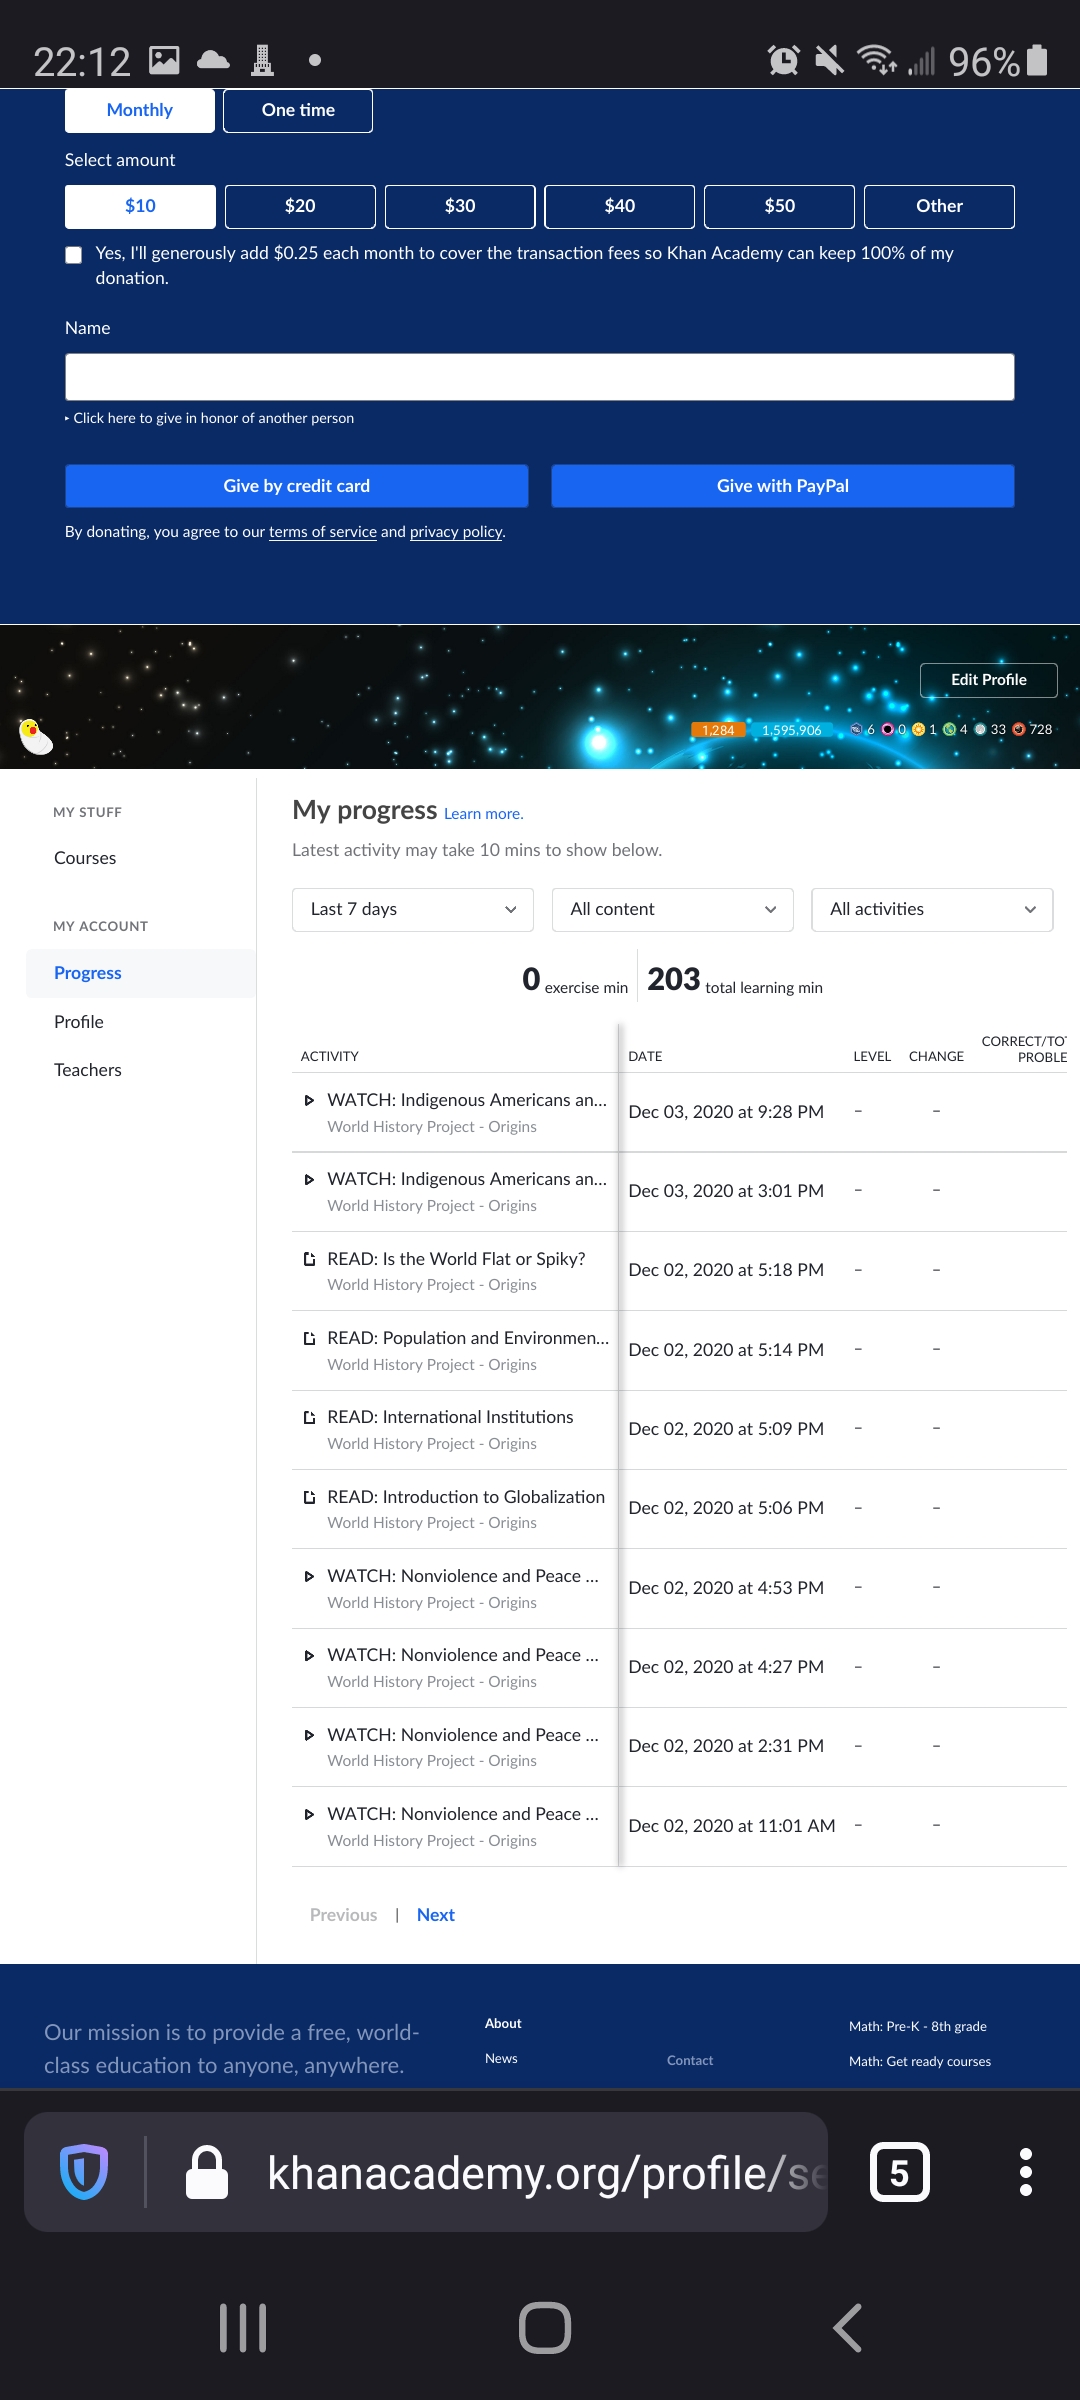 22:12
96%
Monthly
One time
Select amount
$10
$20
$30
$40
$50
Other
Yes, I'll generously add $0.25 each month to cover the transaction fees so Khan Academy can keep 100% of my
donation.
Name
▸ Click here to give in honor of another person
Give by credit card
Give with PayPal
By donating, you agree to our terms of service and privacy policy.
Edit Profile
1,284
1,595,906
6
0
1
4
33
728
MY STUFF
Courses
MY ACCOUNT
Progress
Profile
Teachers
My progress Learn more.
Latest activity may take 10 mins to show below.
Last 7 days
All content
All activities
0 exercise min
203 total learning min
ACTIVITY
DATE
LEVEL
CHANGE
CORRECT/TOT
PROBLE
WATCH: Indigenous Americans an...
World History Project - Origins
Dec 03, 2020 at 9:28 PM
–
–
WATCH: Indigenous Americans an...
World History Project - Origins
Dec 03, 2020 at 3:01 PM
–
–
READ: Is the World Flat or Spiky?
World History Project - Origins
Dec 02, 2020 at 5:18 PM
–
–
READ: Population and Environmen...
World History Project - Origins
Dec 02, 2020 at 5:14 PM
–
–
READ: International Institutions
World History Project - Origins
Dec 02, 2020 at 5:09 PM
–
–
READ: Introduction to Globalization
World History Project - Origins
Dec 02, 2020 at 5:06 PM
–
–
WATCH: Nonviolence and Peace ...
World History Project - Origins
Dec 02, 2020 at 4:53 PM
–
–
WATCH: Nonviolence and Peace ...
World History Project - Origins
Dec 02, 2020 at 4:27 PM
–
–
WATCH: Nonviolence and Peace ...
World History Project - Origins
Dec 02, 2020 at 2:31 PM
–
–
WATCH: Nonviolence and Peace ...
World History Project - Origins
Dec 02, 2020 at 11:01 AM
–
–
Previous | Next
Our mission is to provide a free, world-
class education to anyone, anywhere.
About
News
Contact
Math: Pre-K - 8th grade
Math: Get ready courses
khanacademy.org/profile/se
5